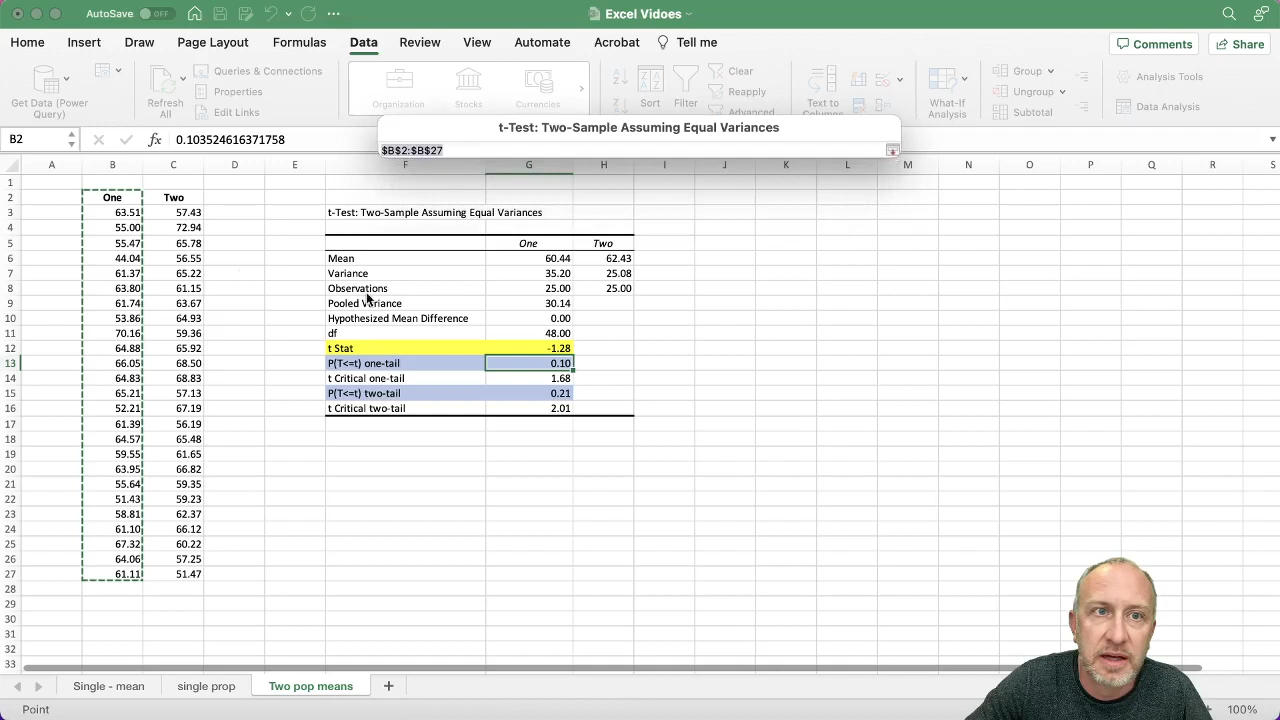 AutoSave OFF
Excel Vidoes
Home Insert Draw Page Layout Formulas Data Review View Automate Acrobat Tell me
Comments Share
Get Data (Power Query)
Refresh All
Queries & Connections
Properties
Edit Links
Organization
Stocks
Currencies
Sort
Filter
Clear
Reapply
Advanced
Text to Columns
What-If Analysis
Group
Ungroup
Subtotal
Analysis Tools
Data Analysis
t-Test: Two-Sample Assuming Equal Variances
$B$2:$B$27
B2 fx 0.103524616371758
A B C D E F G H I J K L M N O P Q R S
1
2 One Two
3 63.51 57.43 t-Test: Two-Sample Assuming Equal Variances
4 55.00 72.94
5 55.47 65.78 One Two
6 44.04 56.55 Mean 60.44 62.43
7 61.37 65.22 Variance 35.20 25.08
8 63.80 61.15 Observations 25.00 25.00
9 61.74 63.67 Pooled Variance 30.14
10 53.86 64.93 Hypothesized Mean Difference 0.00
11 70.16 59.36 df 48.00
12 64.88 65.92 t Stat -1.28
13 66.05 68.50 P(T<=t) one-tail 0.10
14 64.83 68.83 t Critical one-tail 1.68
15 65.21 57.13 P(T<=t) two-tail 0.21
16 52.21 67.19 t Critical two-tail 2.01
17 61.39 56.19
18 64.57 65.48
19 59.55 61.65
20 63.95 66.82
21 55.64 59.35
22 51.43 59.23
23 58.81 62.37
24 61.10 66.12
25 67.32 60.22
26 64.06 57.25
27 61.11 51.47
28
29
30
31
32
33
Single - mean single prop Two pop means
Point
100%